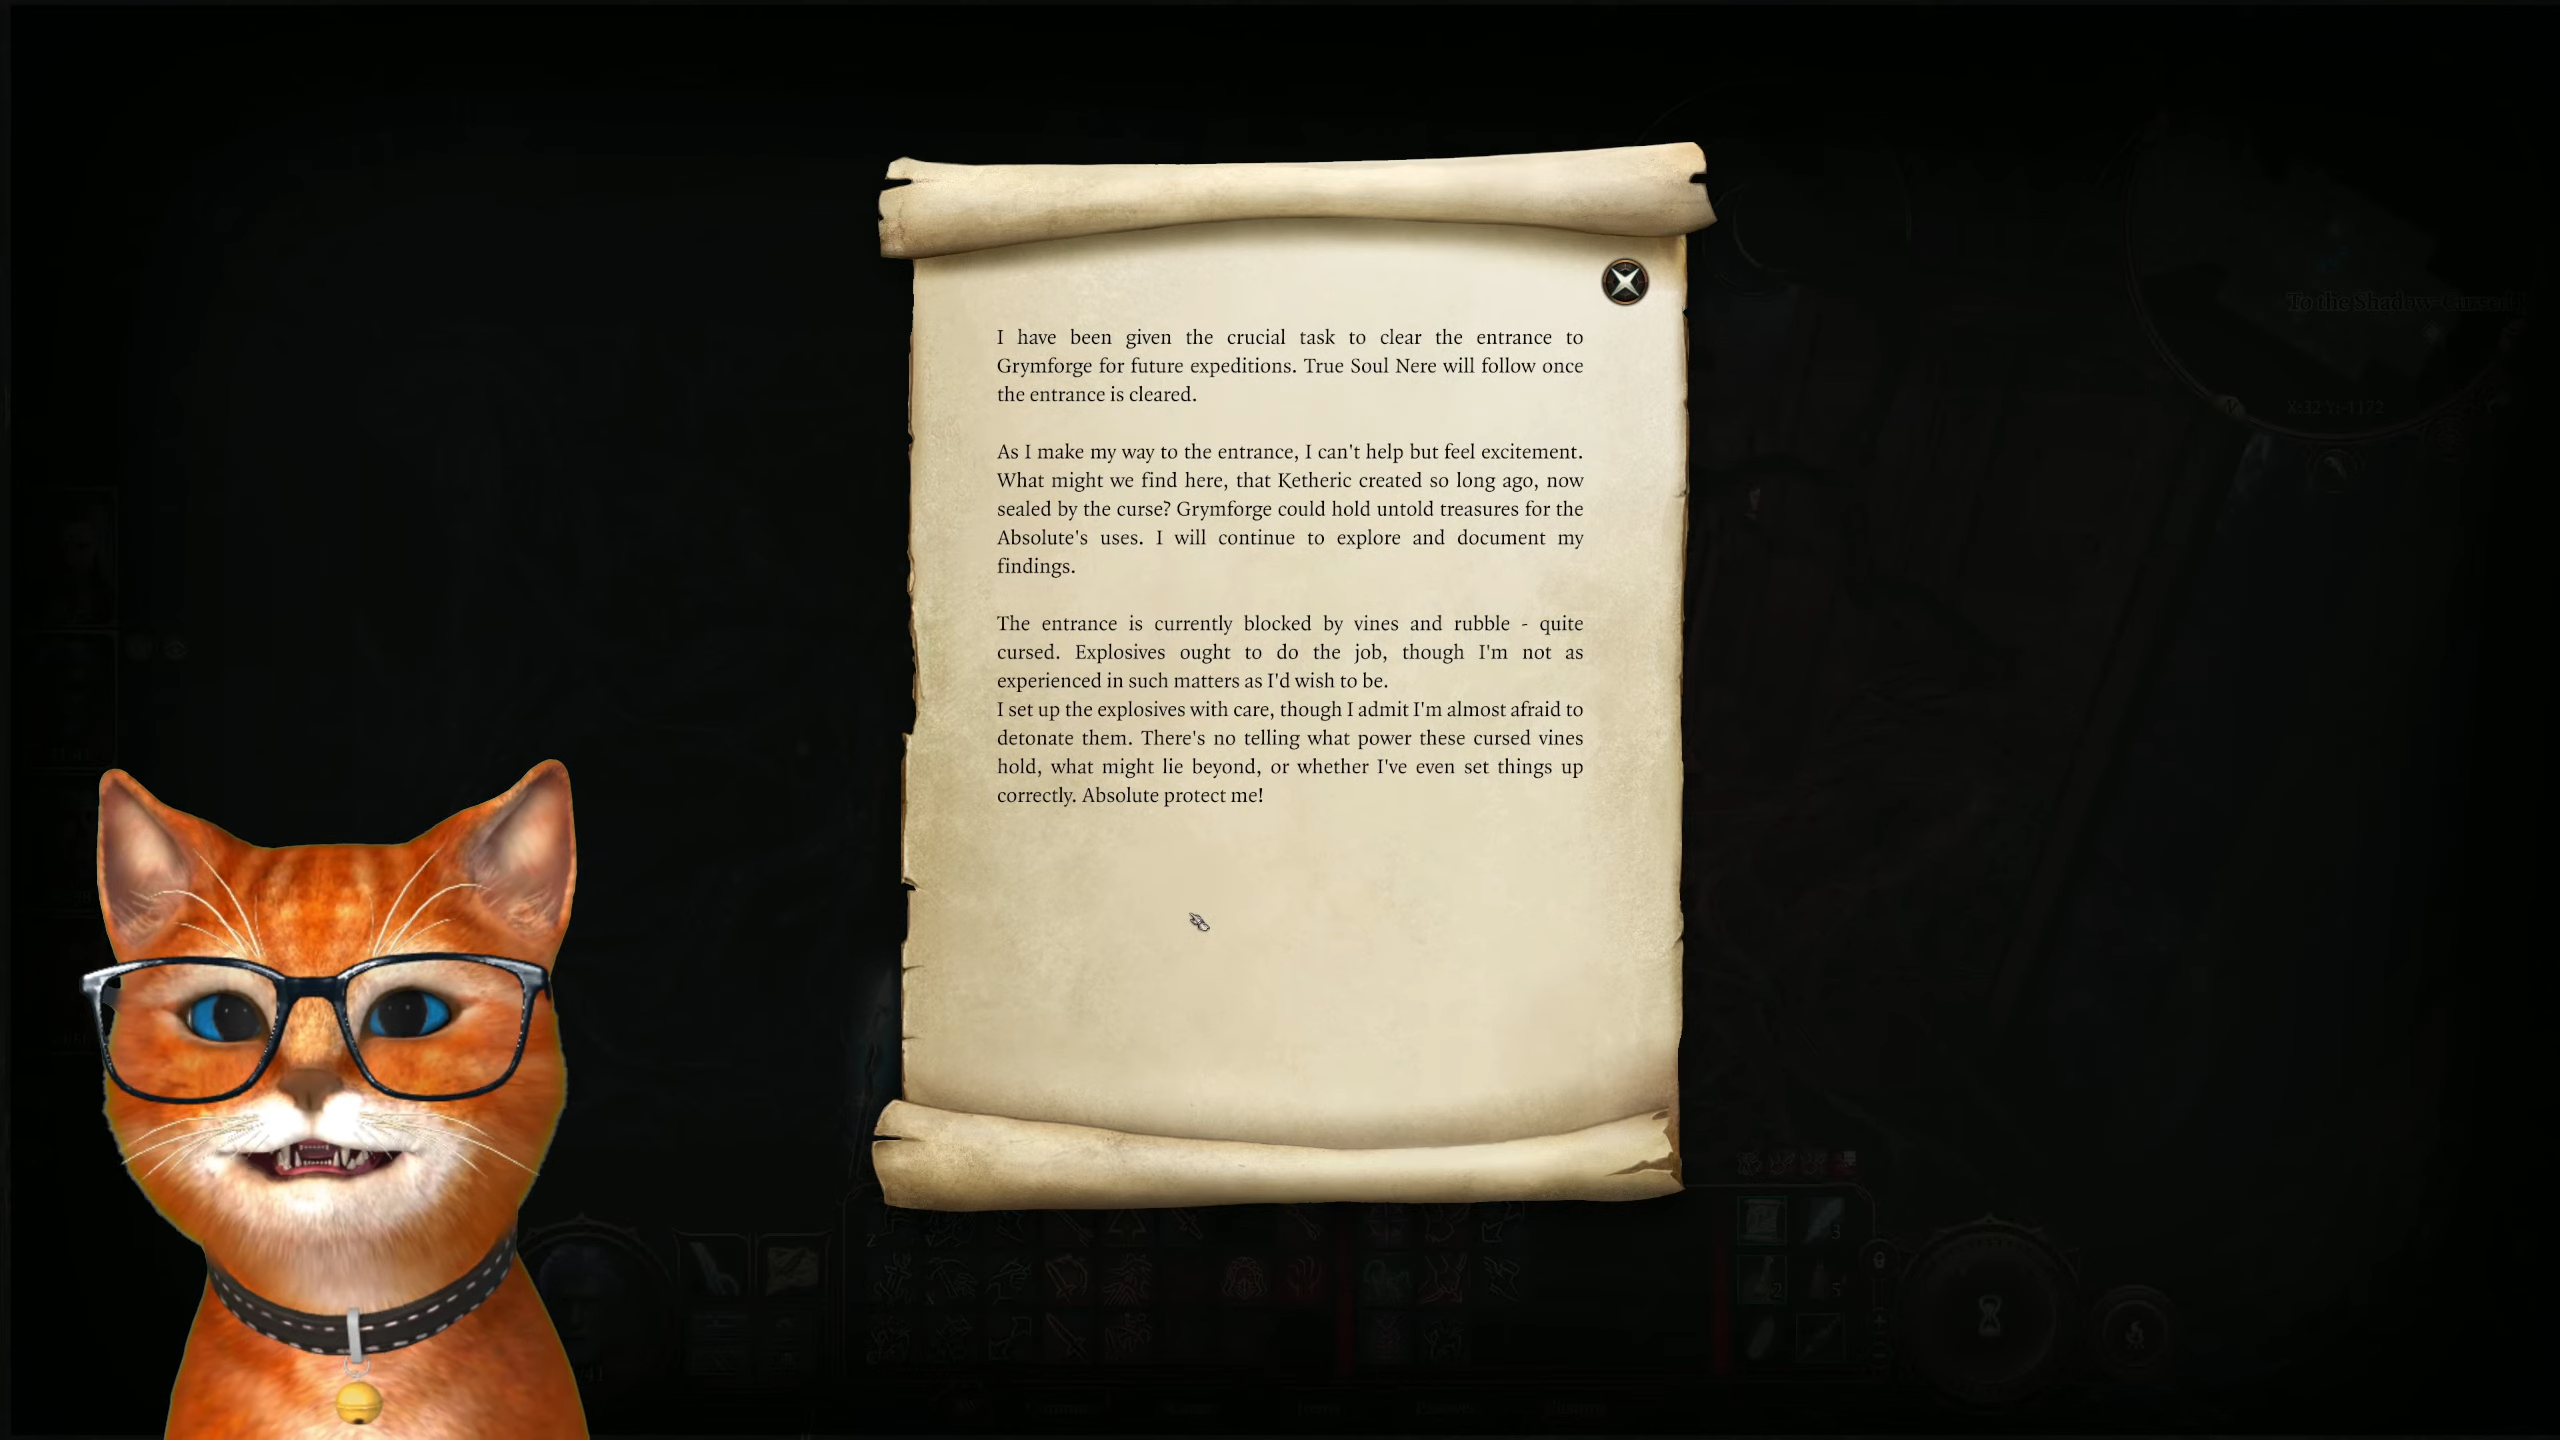 To the Shadow-Cursed
X:32 Y:-1172
I have been given the crucial task to clear the entrance to
Grymforge for future expeditions. True Soul Nere will follow once
the entrance is cleared.
As I make my way to the entrance, I can't help but feel excitement.
What might we find here, that Ketheric created so long ago, now
sealed by the curse? Grymforge could hold untold treasures for the
Absolute's uses. I will continue to explore and document my
findings.
The entrance is currently blocked by vines and rubble - quite
cursed. Explosives ought to do the job, though I'm not as
experienced in such matters as I'd wish to be.
I set up the explosives with care, though I admit I'm almost afraid to
detonate them. There's no telling what power these cursed vines
hold, what might lie beyond, or whether I've even set things up
correctly. Absolute protect me!